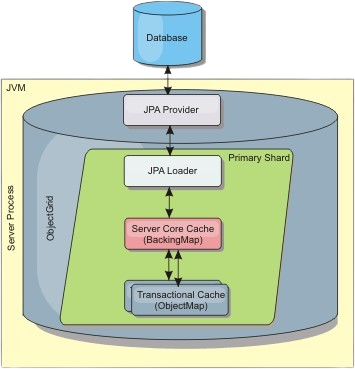 Database
JVM
JPA Provider
Primary Shard
JPA Loader
Server Process
ObjectGrid
Server Core Cache
(BackingMap)
Transactional Cache
(ObjectMap)